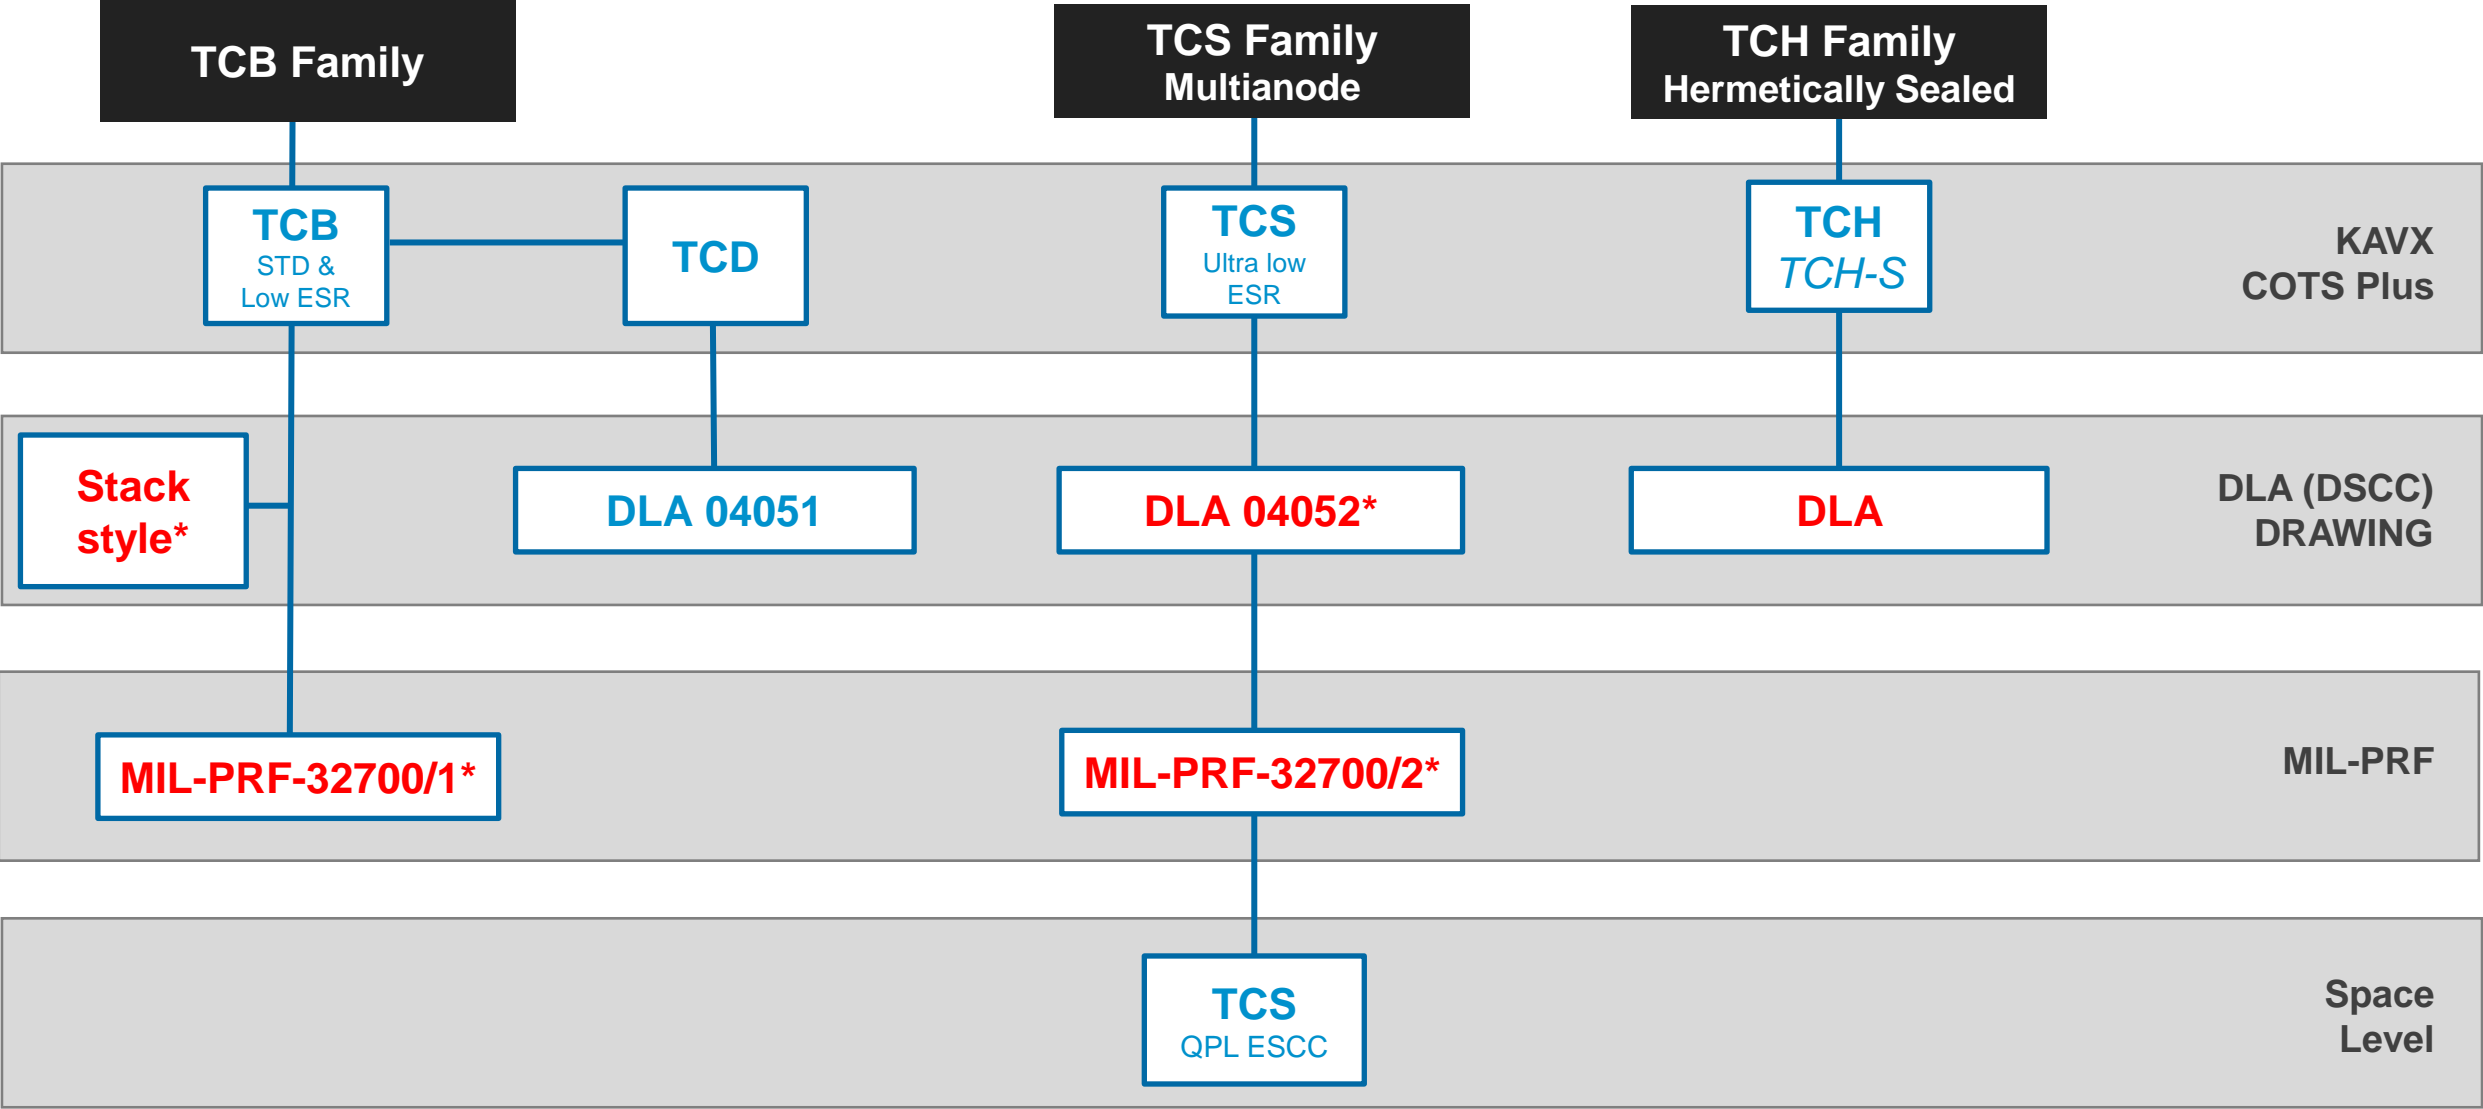 TCB Family
TCS Family
Multianode
TCH Family
Hermetically Sealed
TCB
STD &
Low ESR
TCD
TCS
Ultra low
ESR
TCH
TCH-S
KAVX
COTS Plus
Stack
style*
DLA 04051
DLA 04052*
DLA
DLA (DSCC)
DRAWING
MIL-PRF-32700/1*
MIL-PRF-32700/2*
MIL-PRF
TCS
QPL ESCC
Space
Level